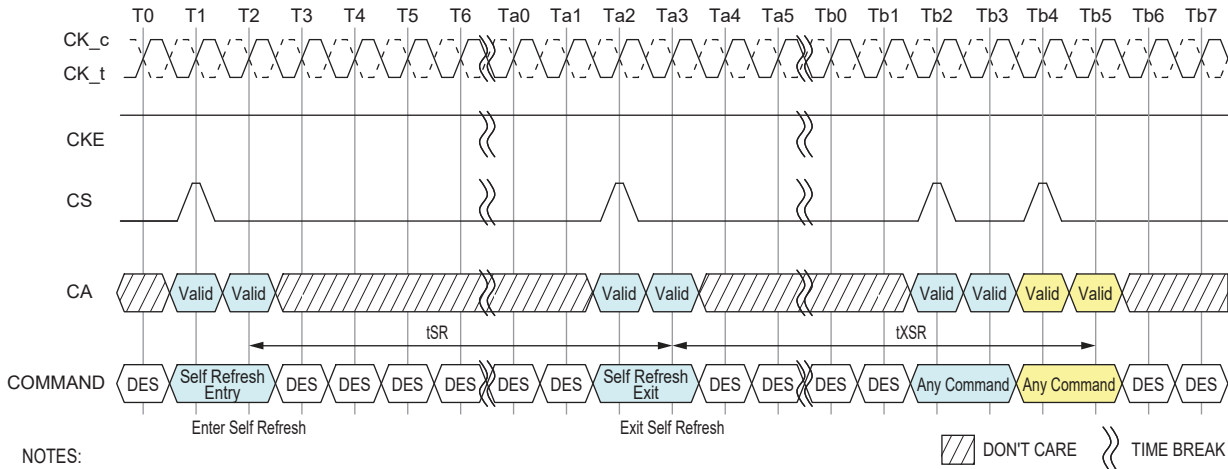 T0 T1 T2 T3 T4 T5 T6 Ta0 Ta1 Ta2 Ta3 Ta4 Ta5 Tb0 Tb1 Tb2 Tb3 Tb4 Tb5 Tb6 Tb7
CK_c
CK_t
CKE
CS
CA Valid Valid Valid Valid Valid Valid Valid Valid
tSR tXSR
COMMAND DES Self Refresh Entry DES DES DES DES DES DES Self Refresh Exit DES DES DES DES Any Command Any Command DES DES
Enter Self Refresh Exit Self Refresh
NOTES: DON'T CARE TIME BREAK